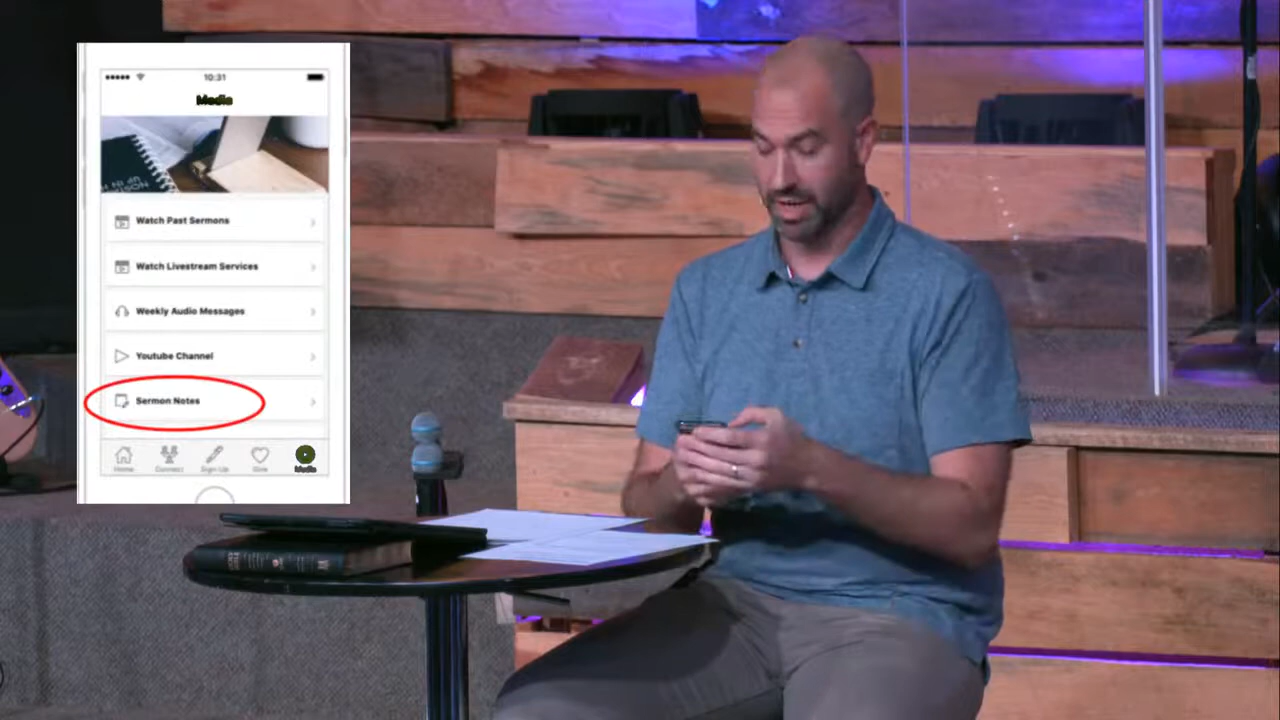 10:31
Media
Watch Past Sermons
Watch Livestream Services
Weekly Audio Messages
Youtube Channel
Sermon Notes
Home
Connect
Sign Up
Give
Media